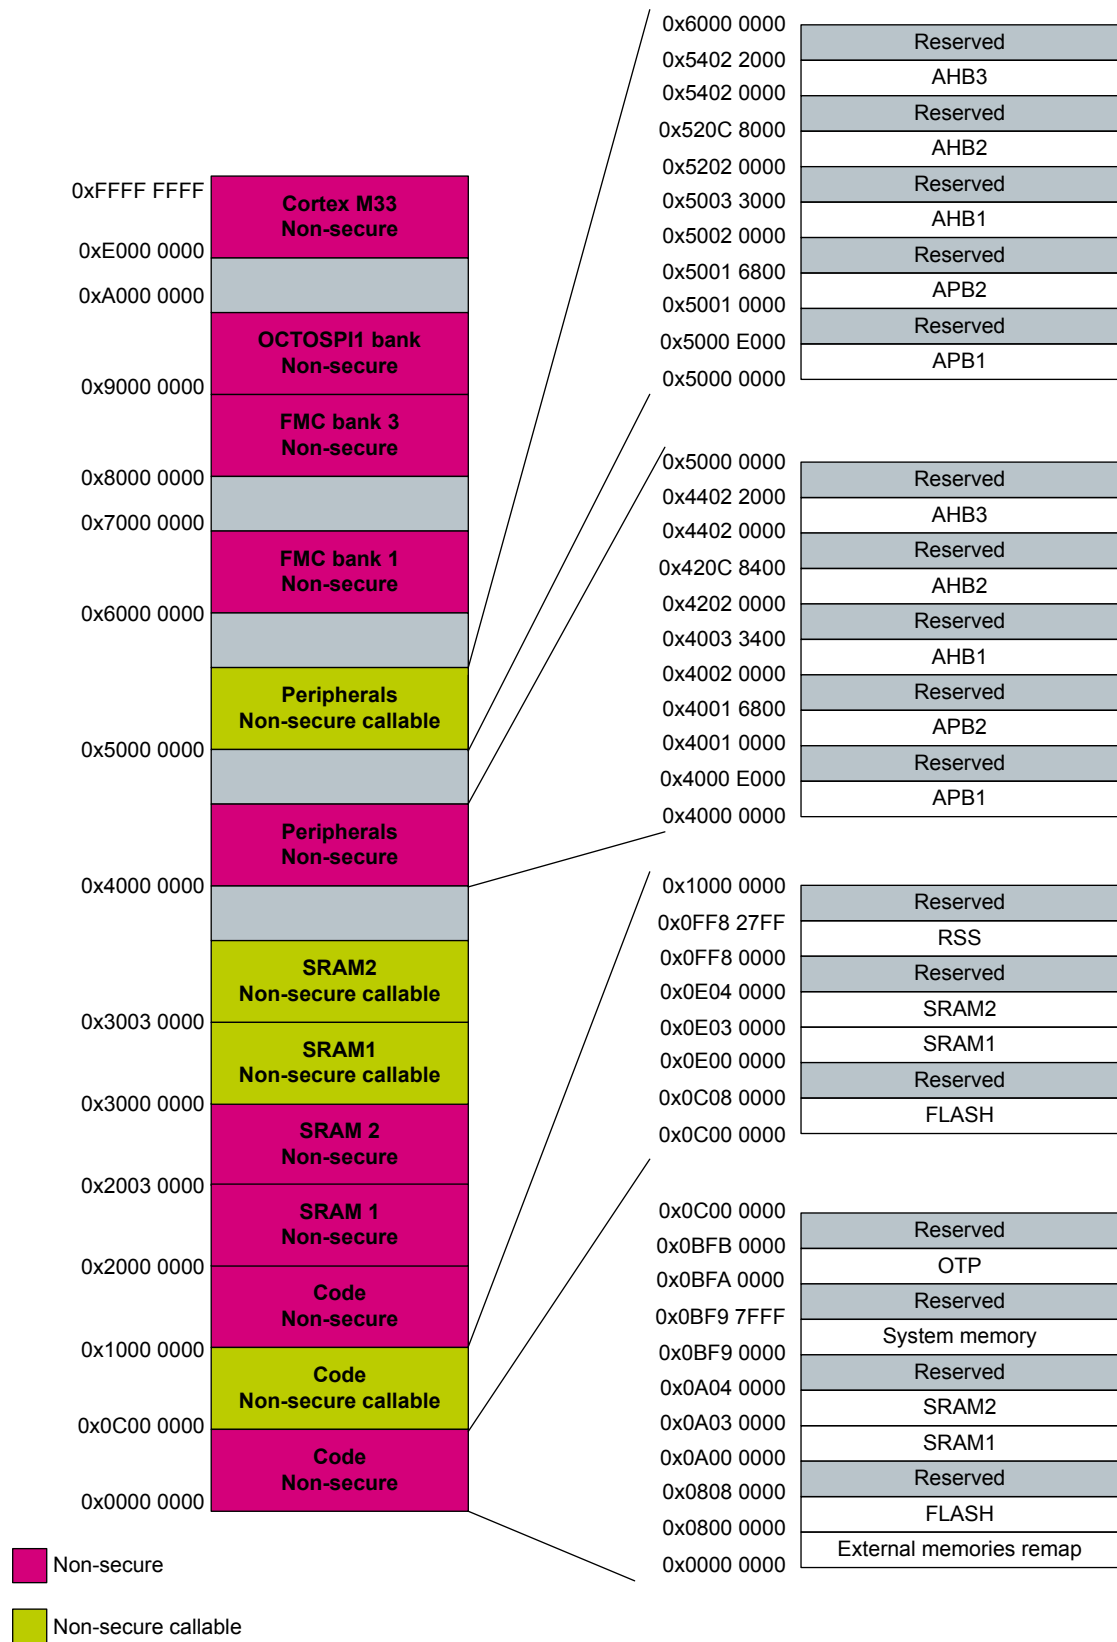 0xFFFF FFFF
Cortex M33
Non-secure
0xE000 0000
0xA000 0000
OCTOSPI1 bank
Non-secure
0x9000 0000
FMC bank 3
Non-secure
0x8000 0000
0x7000 0000
FMC bank 1
Non-secure
0x6000 0000
Peripherals
Non-secure callable
0x5000 0000
Peripherals
Non-secure
0x4000 0000
SRAM2
Non-secure callable
0x3003 0000
SRAM1
Non-secure callable
0x3000 0000
SRAM 2
Non-secure
0x2003 0000
SRAM 1
Non-secure
0x2000 0000
Code
Non-secure
0x1000 0000
Code
Non-secure callable
0x0C00 0000
Code
Non-secure
0x0000 0000
Non-secure
Non-secure callable
0x6000 0000
Reserved
0x5402 2000
AHB3
0x5402 0000
Reserved
0x520C 8000
AHB2
0x5202 0000
Reserved
0x5003 3000
AHB1
0x5002 0000
Reserved
0x5001 6800
APB2
0x5001 0000
Reserved
0x5000 E000
APB1
0x5000 0000
0x5000 0000
Reserved
0x4402 2000
AHB3
0x4402 0000
Reserved
0x420C 8400
AHB2
0x4202 0000
Reserved
0x4003 3400
AHB1
0x4002 0000
Reserved
0x4001 6800
APB2
0x4001 0000
Reserved
0x4000 E000
APB1
0x4000 0000
0x1000 0000
Reserved
0x0FF8 27FF
RSS
0x0FF8 0000
Reserved
0x0E04 0000
SRAM2
0x0E03 0000
SRAM1
0x0E00 0000
Reserved
0x0C08 0000
FLASH
0x0C00 0000
0x0C00 0000
Reserved
0x0BFB 0000
OTP
0x0BFA 0000
Reserved
0x0BF9 7FFF
System memory
0x0BF9 0000
Reserved
0x0A04 0000
SRAM2
0x0A03 0000
SRAM1
0x0A00 0000
Reserved
0x0808 0000
FLASH
0x0800 0000
External memories remap
0x0000 0000